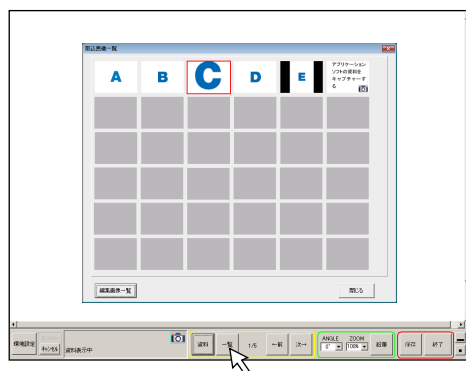 取込画像一覧
A
B
C
D
E
アプリケーション
ソフトの資料を
キャプチャーす
る
編集画像一覧
閉じる
環境設定
キャンセル
資料表示中
資料
一覧
1/5
←前
次→
ANGLE
0°
ZOOM
100%
鉛筆
保存
終了